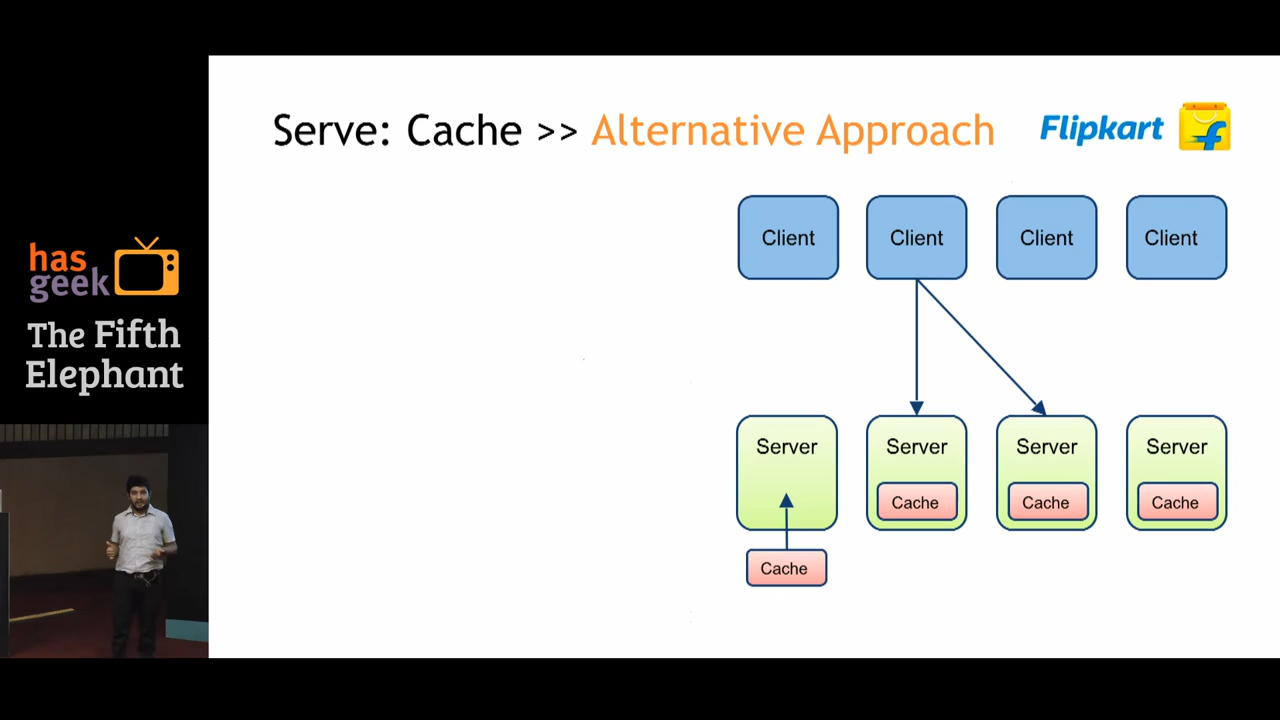 Serve: Cache >> Alternative Approach
Flipkart
has
geek
The Fifth
Elephant
Client
Client
Client
Client
Server
Server
Server
Server
Cache
Cache
Cache
Cache